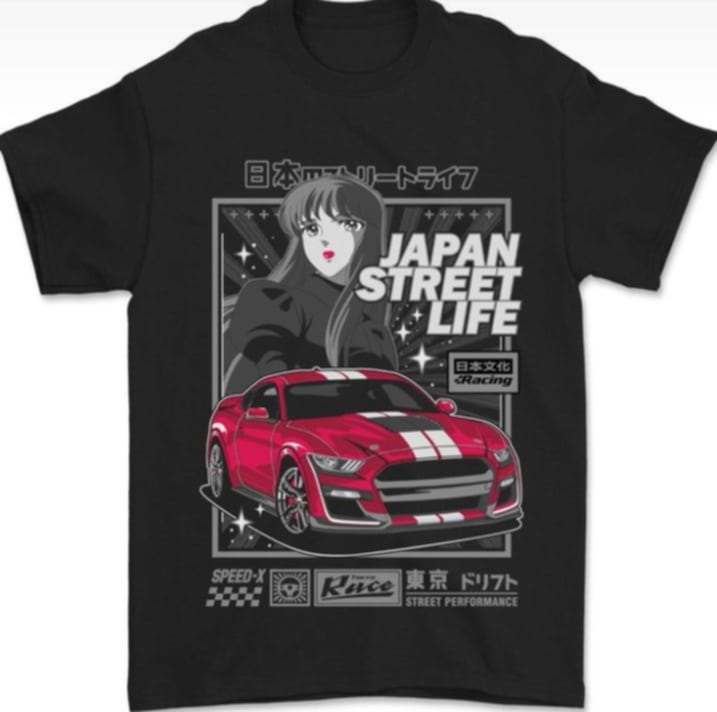 日本のストリートライフ
JAPAN
STREET
LIFE
日本文化
Racing
SPEED-X
TOKYO
Race
東京 ドリフト
STREET PERFORMANCE